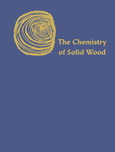 The Chemistry
of Solid Wood